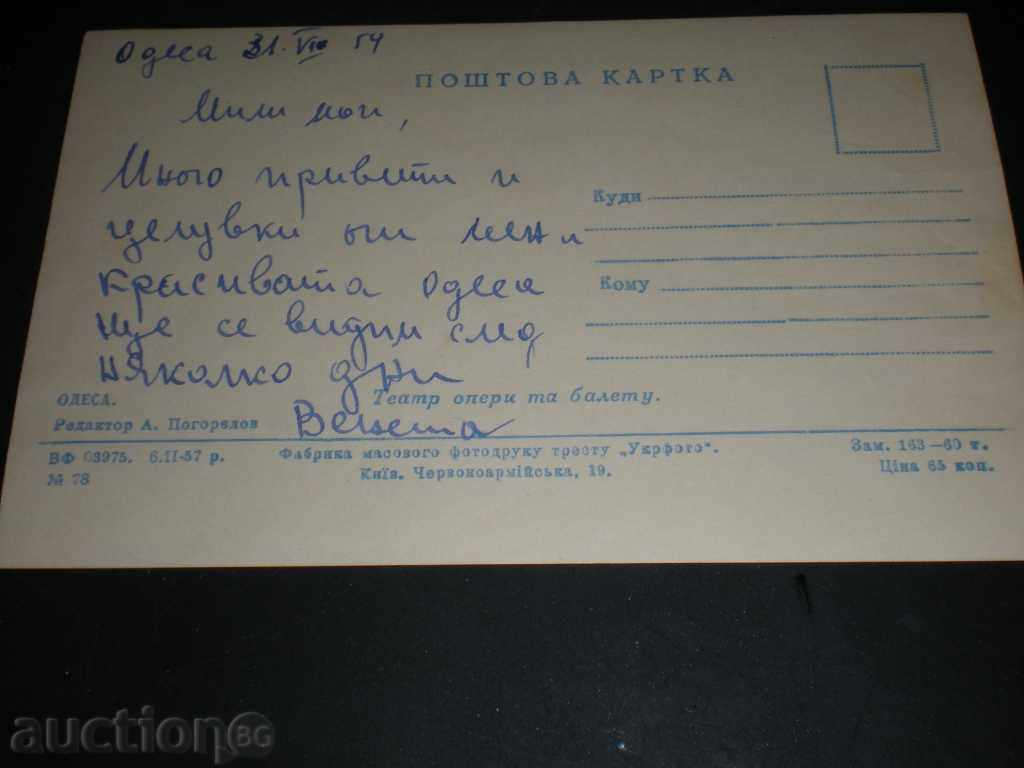 Одеса 31. VIII 54
ПОШТОВА КАРТКА
Мили мои,
Много привети и
целувки от мен и
красивата Одеса
Ще се видим след
няколко дни
Венета
Куди
Кому
ОДЕСА.
Театр опери та балету.
Редактор А. Погорелов
ВФ 03975. 6.II-57 р.
Фабрика масового фотодруку тресту „Укрфото“.
Зам. 163—60 т.
№ 78
Київ. Червоноармійська, 19.
Ціна 65 коп.
auction BG